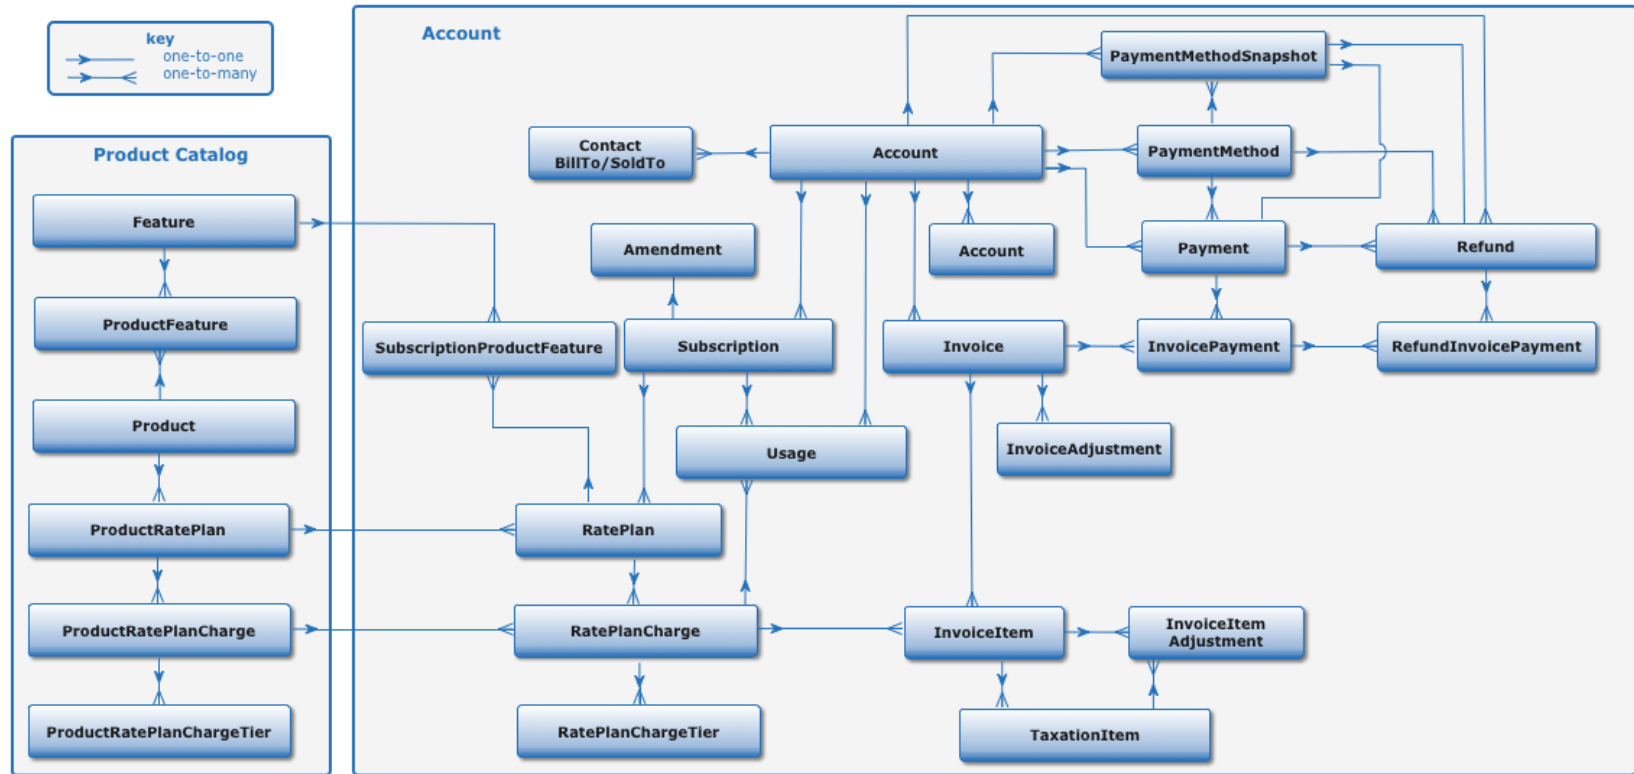 key
one-to-one
one-to-many
Product Catalog
Feature
ProductFeature
Product
ProductRatePlan
ProductRatePlanCharge
ProductRatePlanChargeTier
Account
PaymentMethodSnapshot
Contact
BillTo/SoldTo
Account
PaymentMethod
Amendment
Account
Payment
Refund
SubscriptionProductFeature
Subscription
Invoice
InvoicePayment
RefundInvoicePayment
Usage
InvoiceAdjustment
RatePlan
RatePlanCharge
InvoiceItem
InvoiceItem
Adjustment
RatePlanChargeTier
TaxationItem